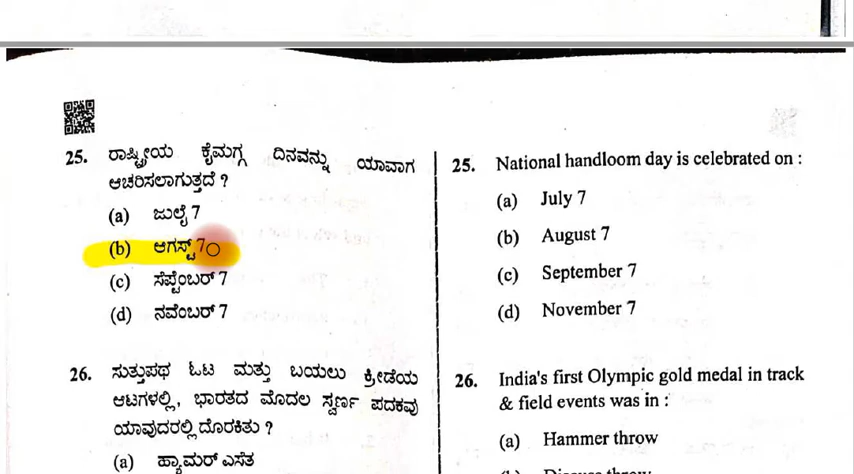 25. ರಾಷ್ಟ್ರೀಯ ಕೈಮಗ್ಗ ದಿನವನ್ನು ಯಾವಾಗ
ಆಚರಿಸಲಾಗುತ್ತದೆ ?
(a) ಜುಲೈ 7
(b) ಆಗಸ್ಟ್ 7
(c) ಸೆಪ್ಟೆಂಬರ್ 7
(d) ನವೆಂಬರ್ 7
26. ಸುತ್ತುಪಥ ಓಟ ಮತ್ತು ಬಯಲು ಕ್ರೀಡೆಯ
ಆಟಗಳಲ್ಲಿ, ಭಾರತದ ಮೊದಲ ಸ್ವರ್ಣ ಪದಕವು
ಯಾವುದರಲ್ಲಿ ದೊರಕಿತು ?
(a) ಹ್ಯಾಮರ್ ಎಸೆತ
25. National handloom day is celebrated on :
(a) July 7
(b) August 7
(c) September 7
(d) November 7
26. India's first Olympic gold medal in track
& field events was in :
(a) Hammer throw